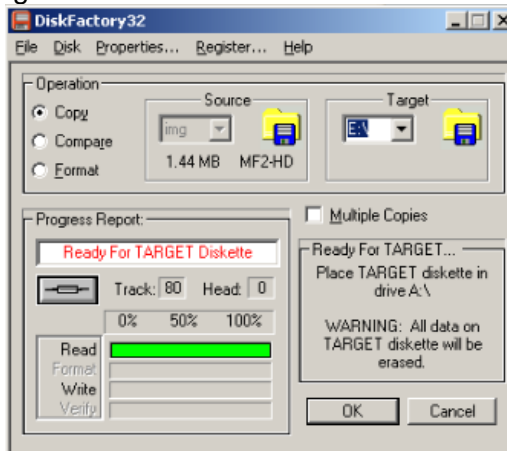 DiskFactory32
File Disk Properties... Register... Help
Operation
Copy
Compare
Format
Source
img
1.44 MB MF2-HD
Target
E:\
Progress Report:
Ready For TARGET Diskette
Track: 80 Head: 0
0% 50% 100%
Read
Format
Write
Verify
Multiple Copies
Ready For TARGET...
Place TARGET diskette in
drive A:\
WARNING: All data on
TARGET diskette will be
erased.
OK Cancel